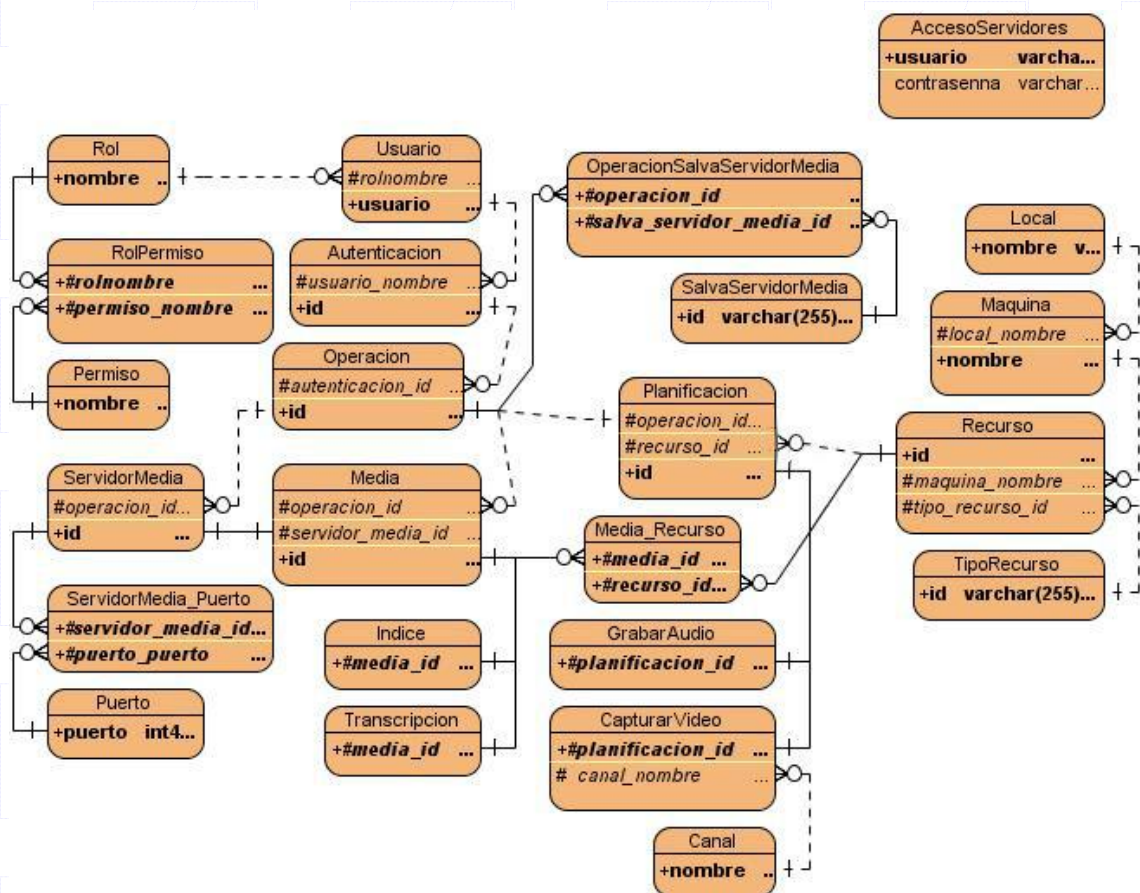 AccesoServidores
+usuario varcha...
contrasenna varchar...
Rol
+nombre ..
Usuario
#rolnombre ...
+usuario ...
OperacionSalvaServidorMedia
+#operacion_id ..
+#salva_servidor_media_id ..
Local
+nombre v...
RolPermiso
+#rolnombre ...
+#permiso_nombre ...
Autenticacion
#usuario_nombre ...
+id ...
SalvaServidorMedia
+id varchar(255)...
Maquina
#local_nombre ...
+nombre ...
Permiso
+nombre ..
Operacion
#autenticacion_id ...
+id ...
Planificacion
#operacion_id...
#recurso_id ...
+id ...
Recurso
+id ...
#maquina_nombre ...
#tipo_recurso_id ...
ServidorMedia
#operacion_id...
+id ...
Media
#operacion_id ...
#servidor_media_id ...
+id ...
Media_Recurso
+#media_id ...
+#recurso_id...
TipoRecurso
+id varchar(255)...
ServidorMedia_Puerto
+#servidor_media_id...
+#puerto_puerto ...
Indice
+#media_id ...
GrabarAudio
+#planificacion_id ...
Puerto
+puerto int4...
Transcripcion
+#media_id ...
CapturarVideo
+#planificacion_id ...
# canal_nombre ...
Canal
+nombre ..